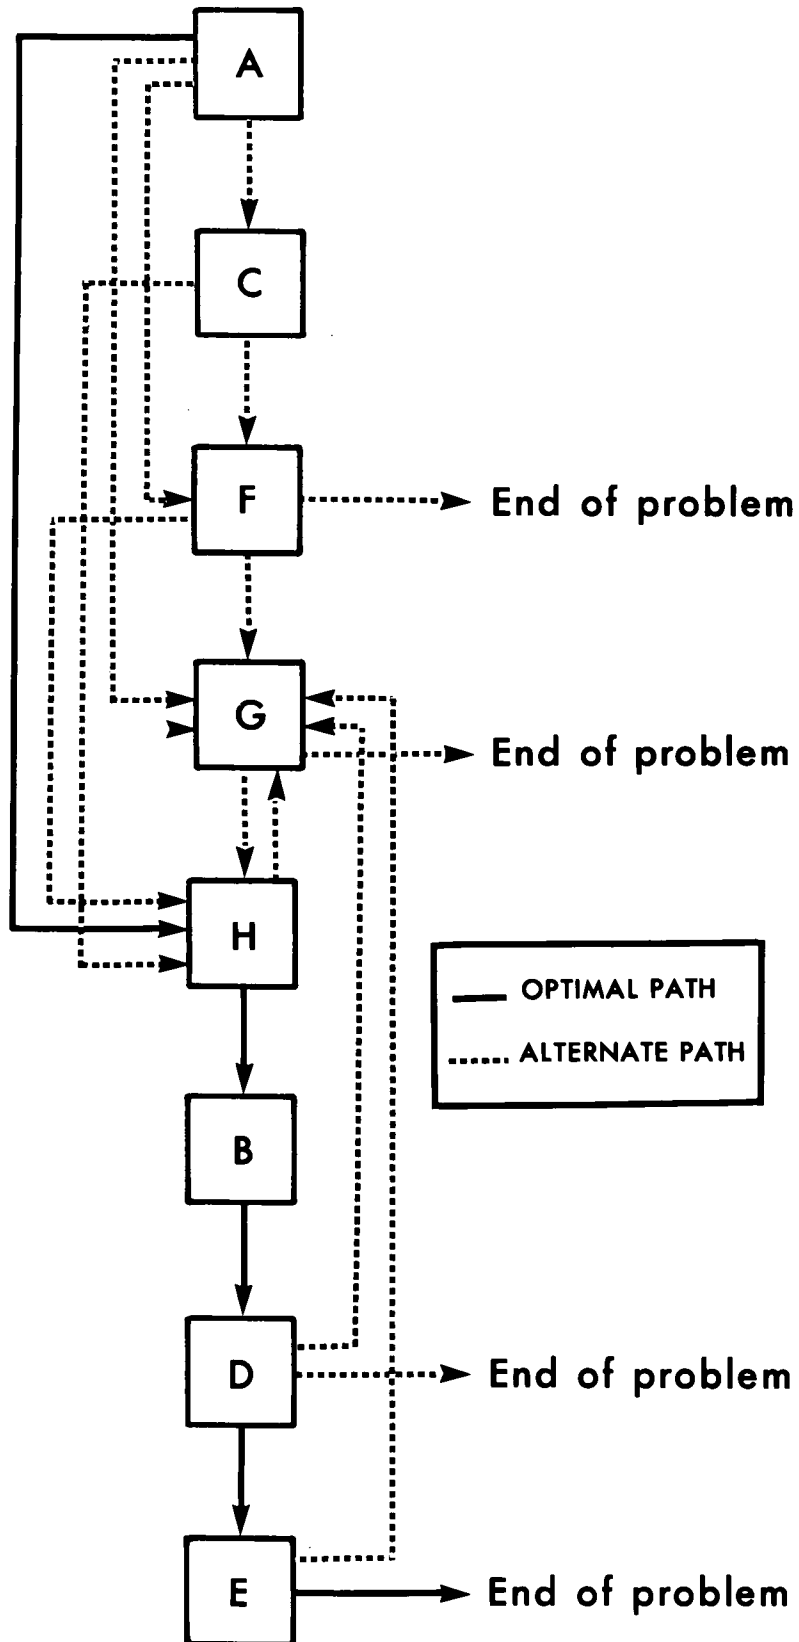 A
C
F
End of problem
G
End of problem
H
OPTIMAL PATH
ALTERNATE PATH
B
D
End of problem
E
End of problem